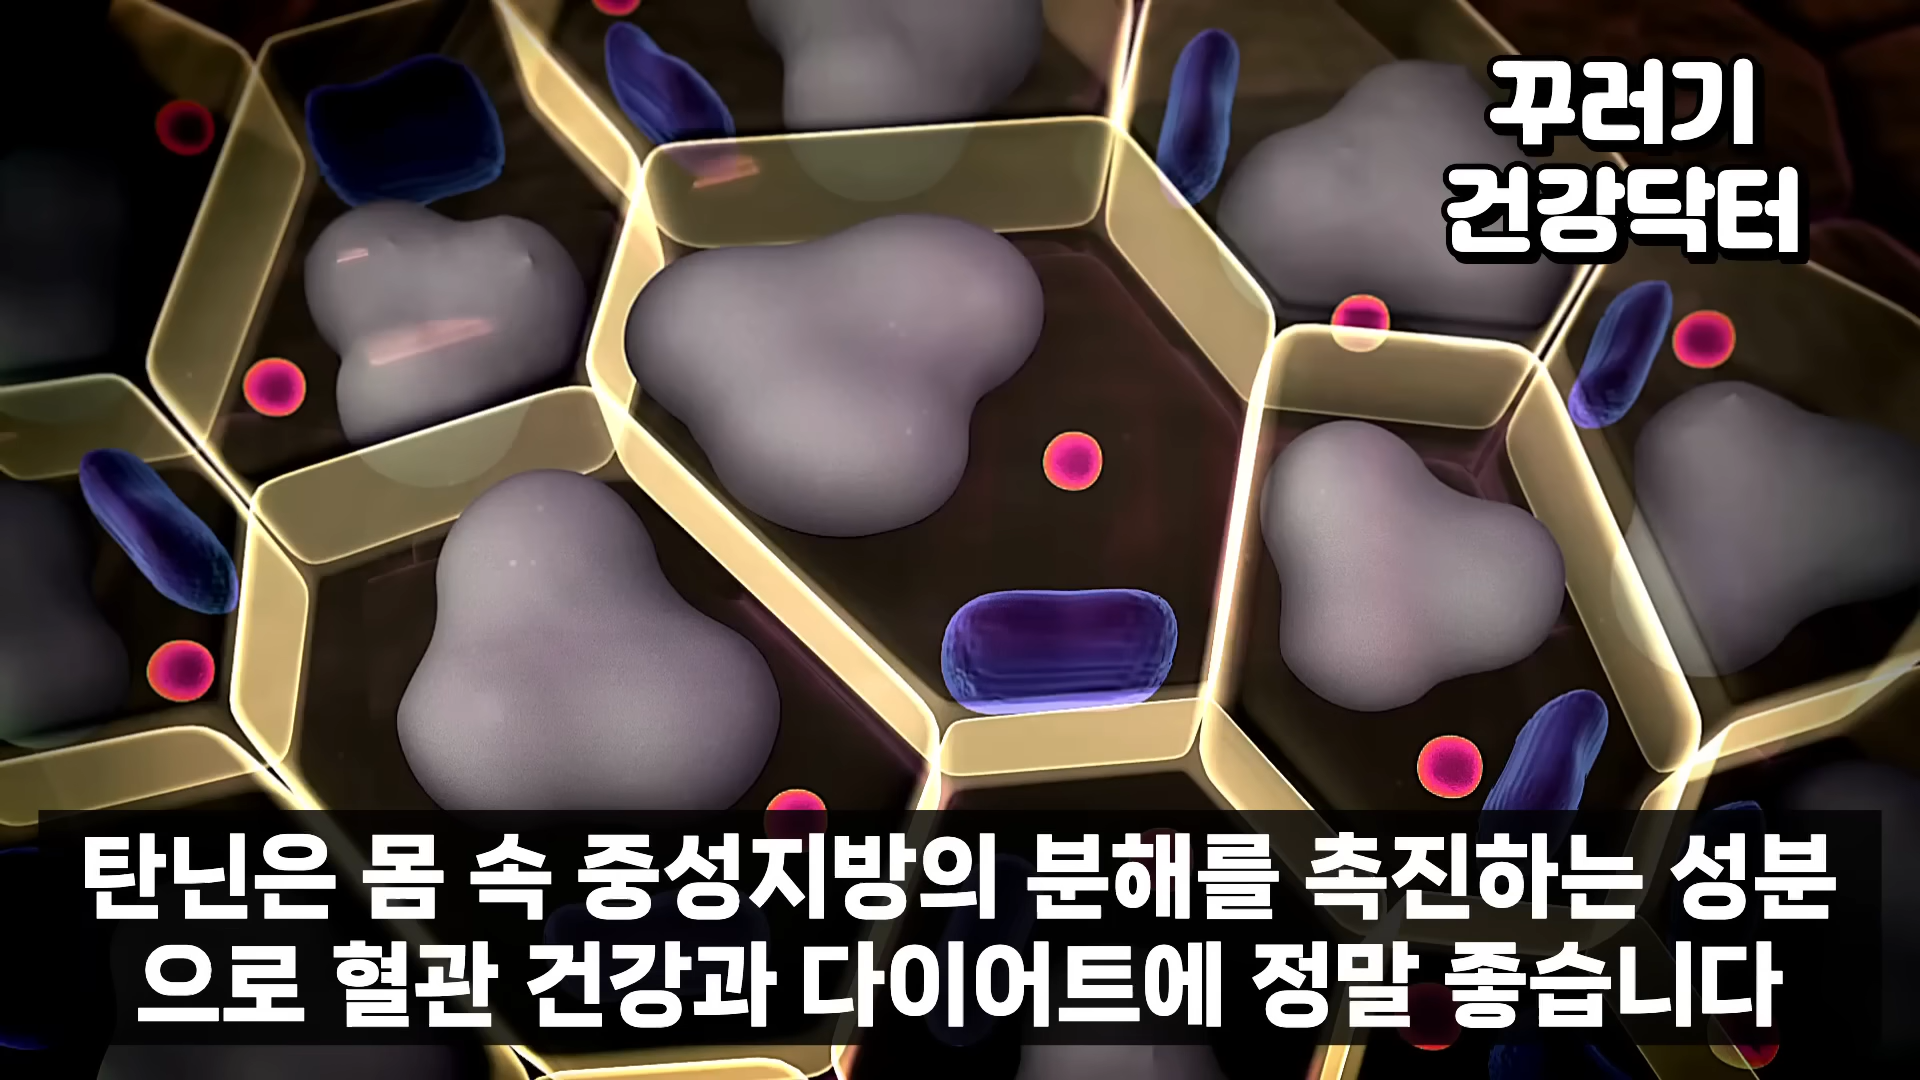 꾸러기
건강닥터
탄닌은 몸 속 중성지방의 분해를 촉진하는 성분
으로 혈관 건강과 다이어트에 정말 좋습니다